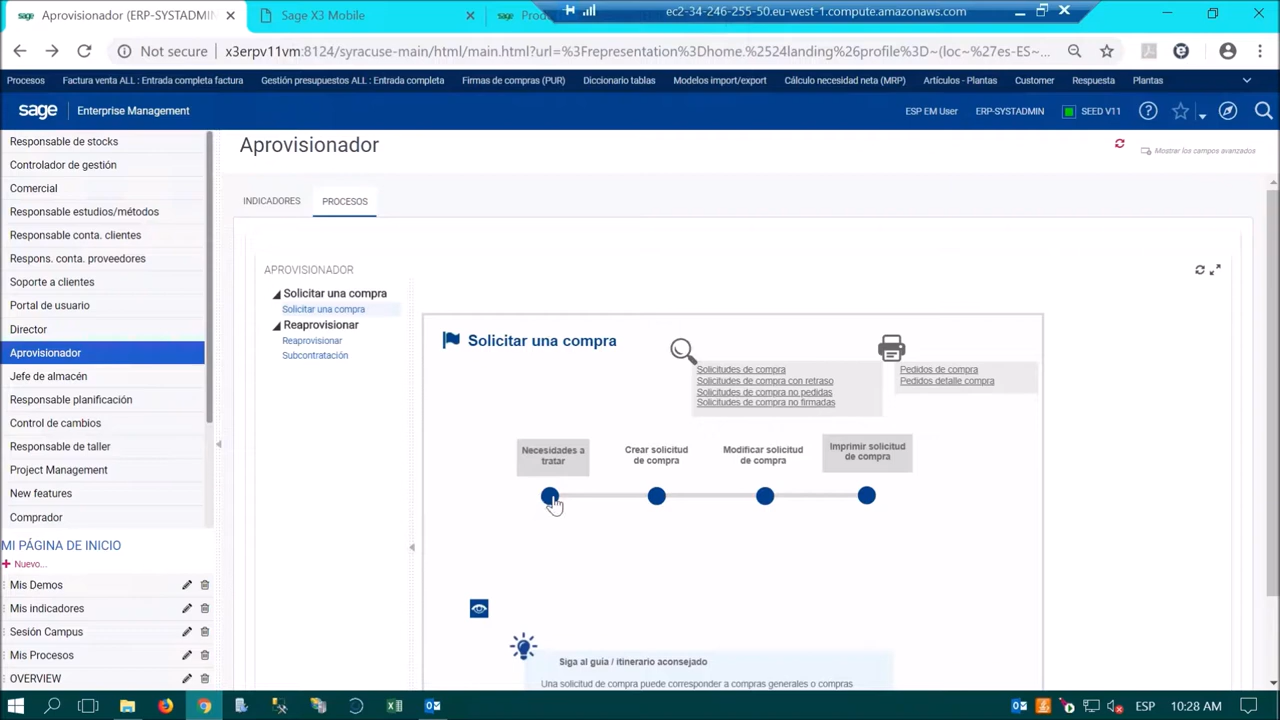 Aprovisionador (ERP-SYSTADMIN
Sage X3 Mobile
Produ
ec2-34-246-255-50.eu-west-1.compute.amazonaws.com
Not secure
x3erpv11vm:8124/syracuse-main/html/main.html?url=%3Frepresentation%3Dhome.%2524landing%26profile%3D~(loc~%27es-ES~...
Procesos
Factura venta ALL : Entrada completa factura
Gestión presupuestos ALL : Entrada completa
Firmas de compras (PUR)
Diccionario tablas
Modelos import/export
Cálculo necesidad neta (MRP)
Artículos - Plantas
Customer
Respuesta
Plantas
sage
Enterprise Management
ESP EM User
ERP-SYSTADMIN
SEED V11
Responsable de stocks
Controlador de gestión
Comercial
Responsable estudios/métodos
Responsable conta. clientes
Respons. conta. proveedores
Soporte a clientes
Portal de usuario
Director
Aprovisionador
Jefe de almacén
Responsable planificación
Control de cambios
Responsable de taller
Project Management
New features
Comprador
MI PÁGINA DE INICIO
Nuevo...
Mis Demos
Mis indicadores
Sesión Campus
Mis Procesos
OVERVIEW
Aprovisionador
Mostrar los campos avanzados
INDICADORES
PROCESOS
APROVISIONADOR
Solicitar una compra
Solicitar una compra
Reaprovisionar
Reaprovisionar
Subcontratación
Solicitar una compra
Solicitudes de compra
Solicitudes de compra con retraso
Solicitudes de compra no pedidas
Solicitudes de compra no firmadas
Pedidos de compra
Pedidos detalle compra
Necesidades a
tratar
Crear solicitud
de compra
Modificar solicitud
de compra
Imprimir solicitud
de compra
Siga al guía / itinerario aconsejado
Una solicitud de compra puede corresponder a compras generales o compras
ESP
10:28 AM